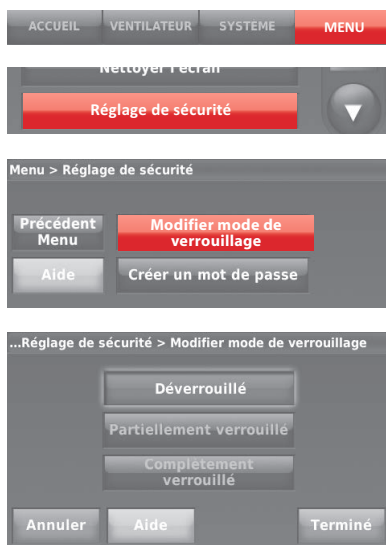 ACCUEIL VENTILATEUR SYSTEME MENU
Nettoyer l'écran
Réglage de sécurité
Menu > Réglage de sécurité
Précédent
Menu
Modifier mode de
verrouillage
Aide
Créer un mot de passe
...Réglage de sécurité > Modifier mode de verrouillage
Déverrouillé
Partiellement verrouillé
Complètement
verrouillé
Annuler Aide Terminé